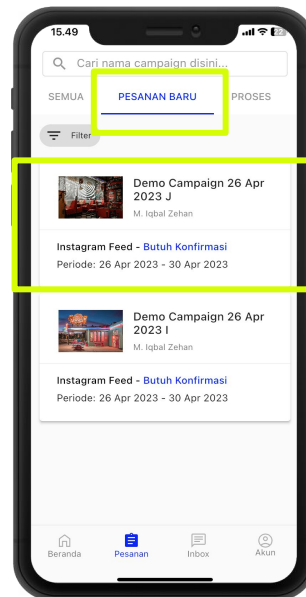 15.49
Cari nama campaign disini...
SEMUA PESANAN BARU PROSES
Filter
Demo Campaign 26 Apr
2023 J
M. Iqbal Zehan
Instagram Feed - Butuh Konfirmasi
Periode: 26 Apr 2023 - 30 Apr 2023
Demo Campaign 26 Apr
2023 I
M. Iqbal Zehan
Instagram Feed - Butuh Konfirmasi
Periode: 26 Apr 2023 - 30 Apr 2023
Beranda Pesanan Inbox Akun